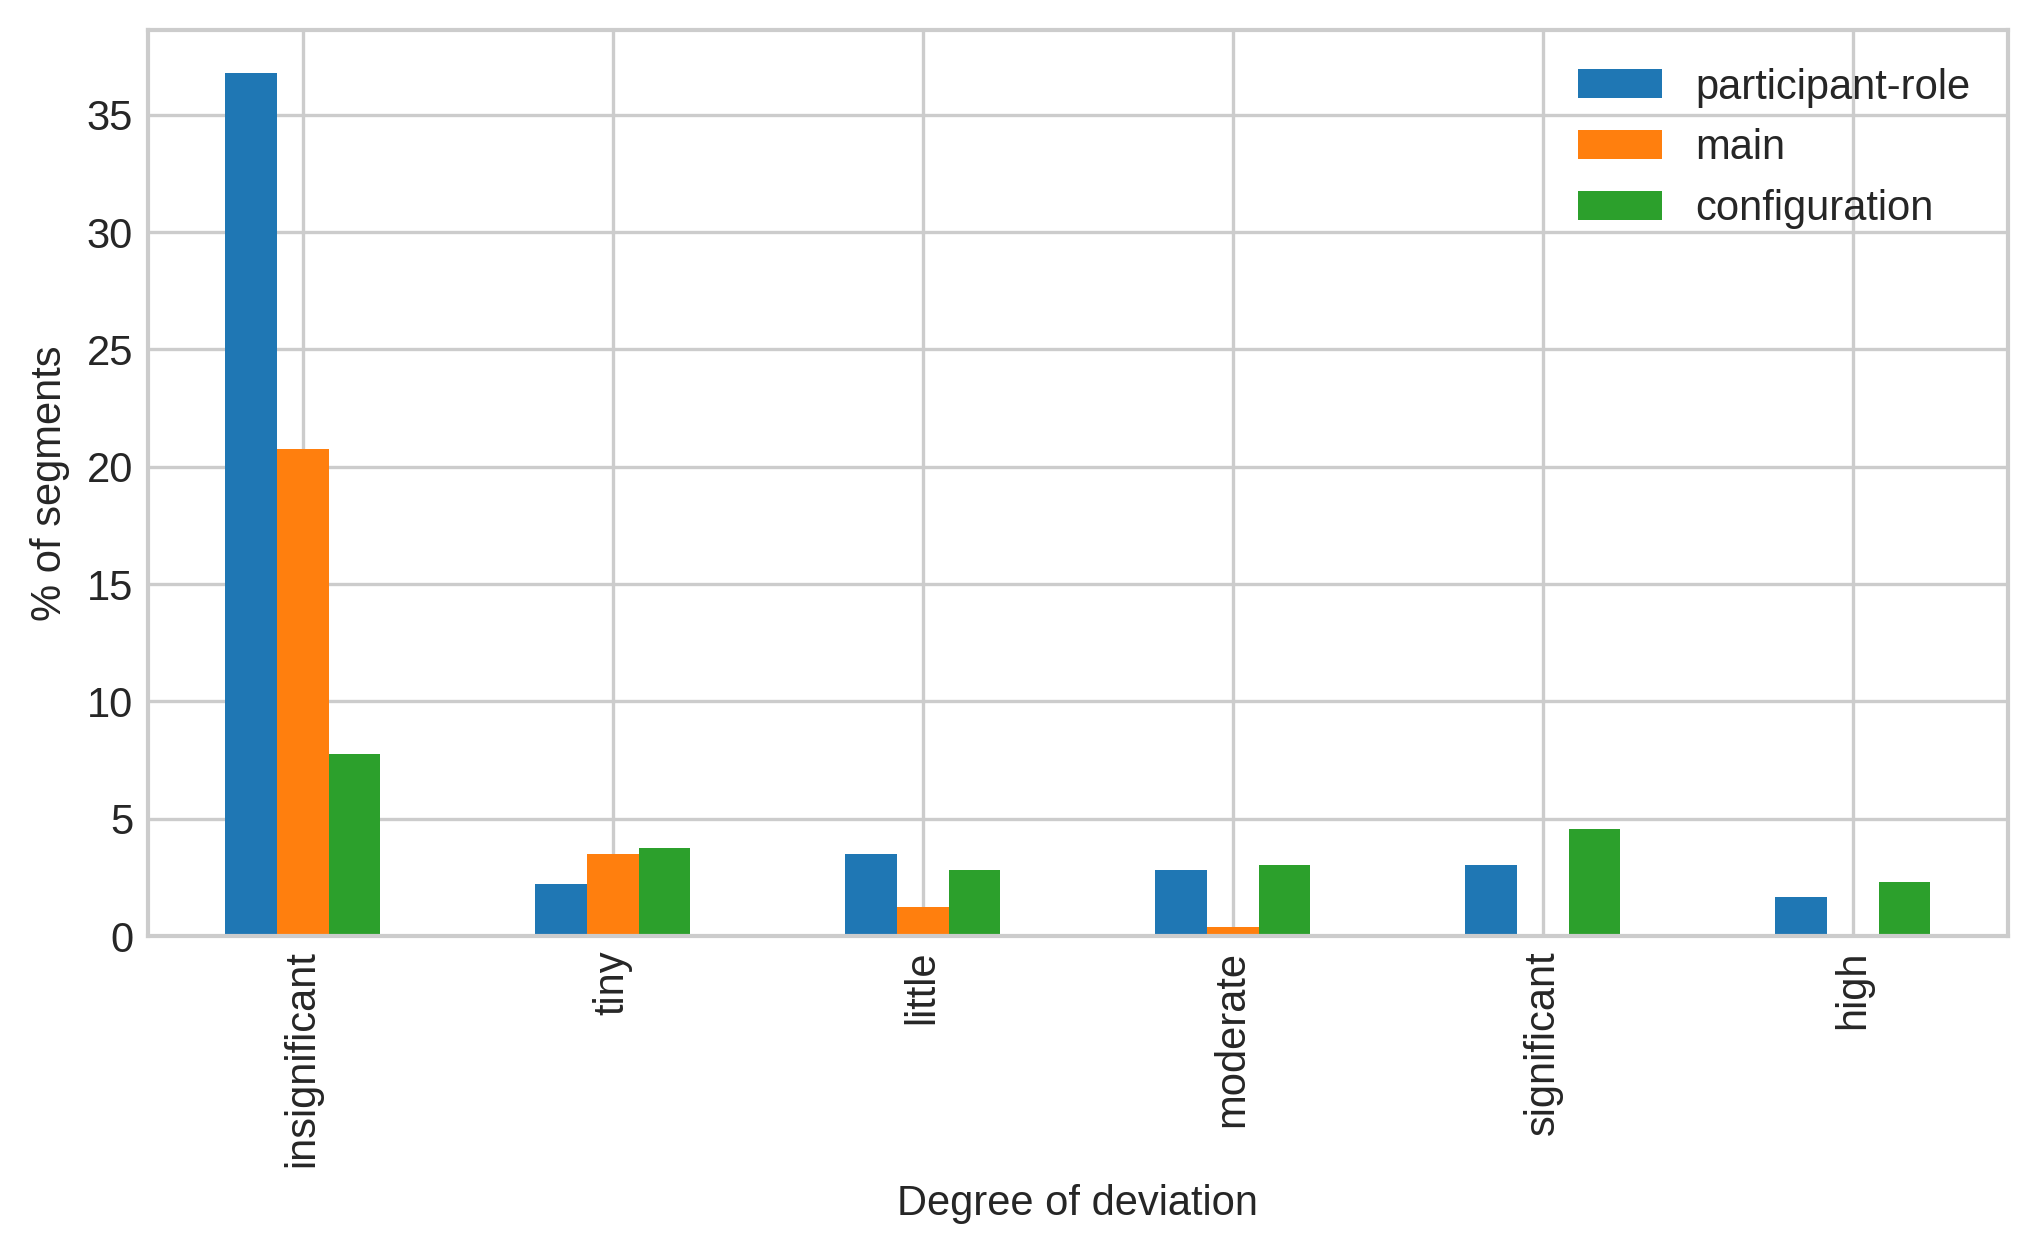 participant-role
main
configuration
% of segments
35
30
25
20
15
10
5
0
insignificant
tiny
little
moderate
significant
high
Degree of deviation